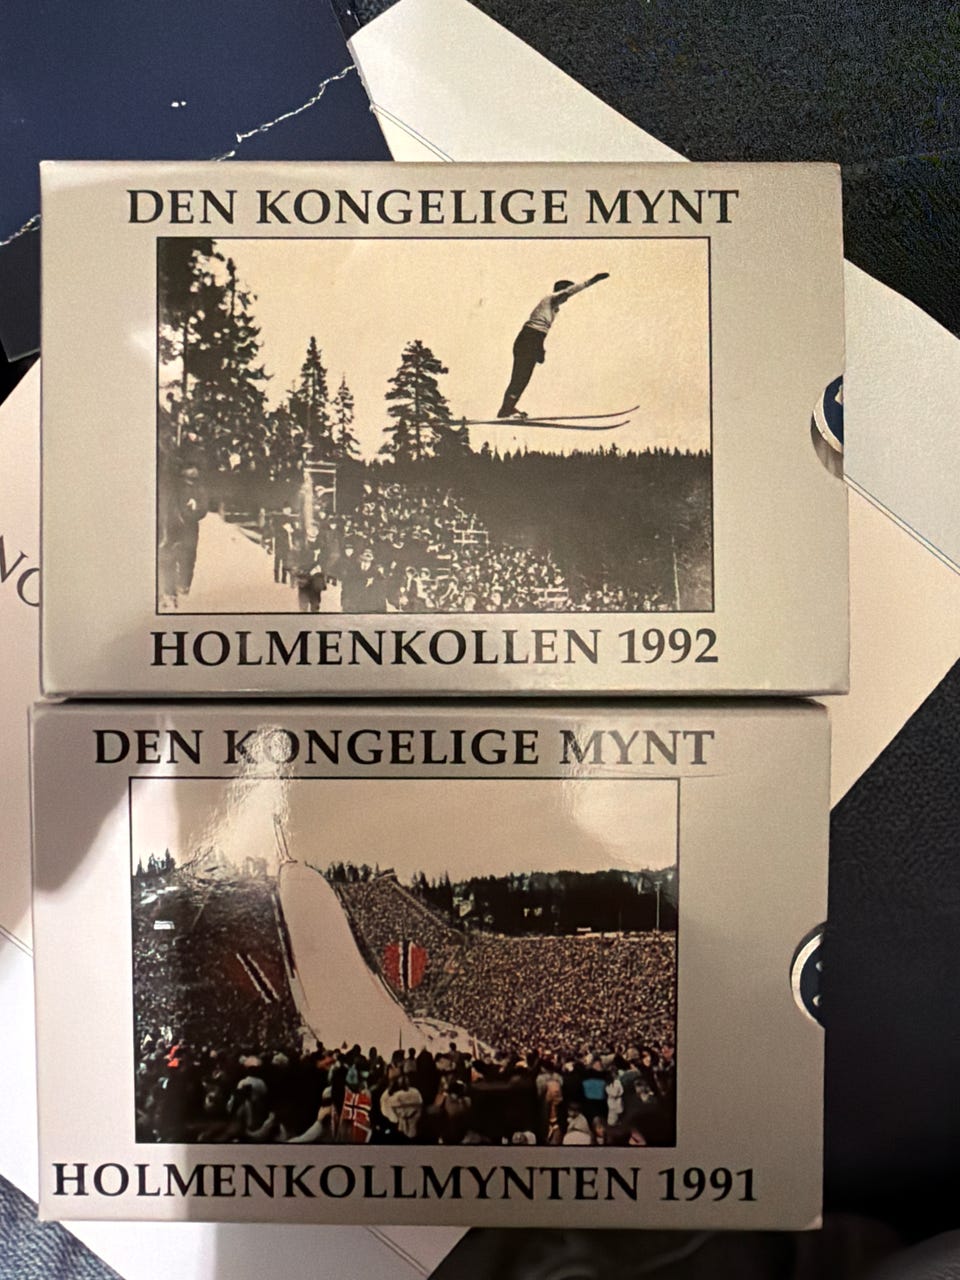 DEN KONGELIGE MYNT
HOLMENKOLLEN 1992
DEN KONGELIGE MYNT
HOLMENKOLLMYNTEN 1991